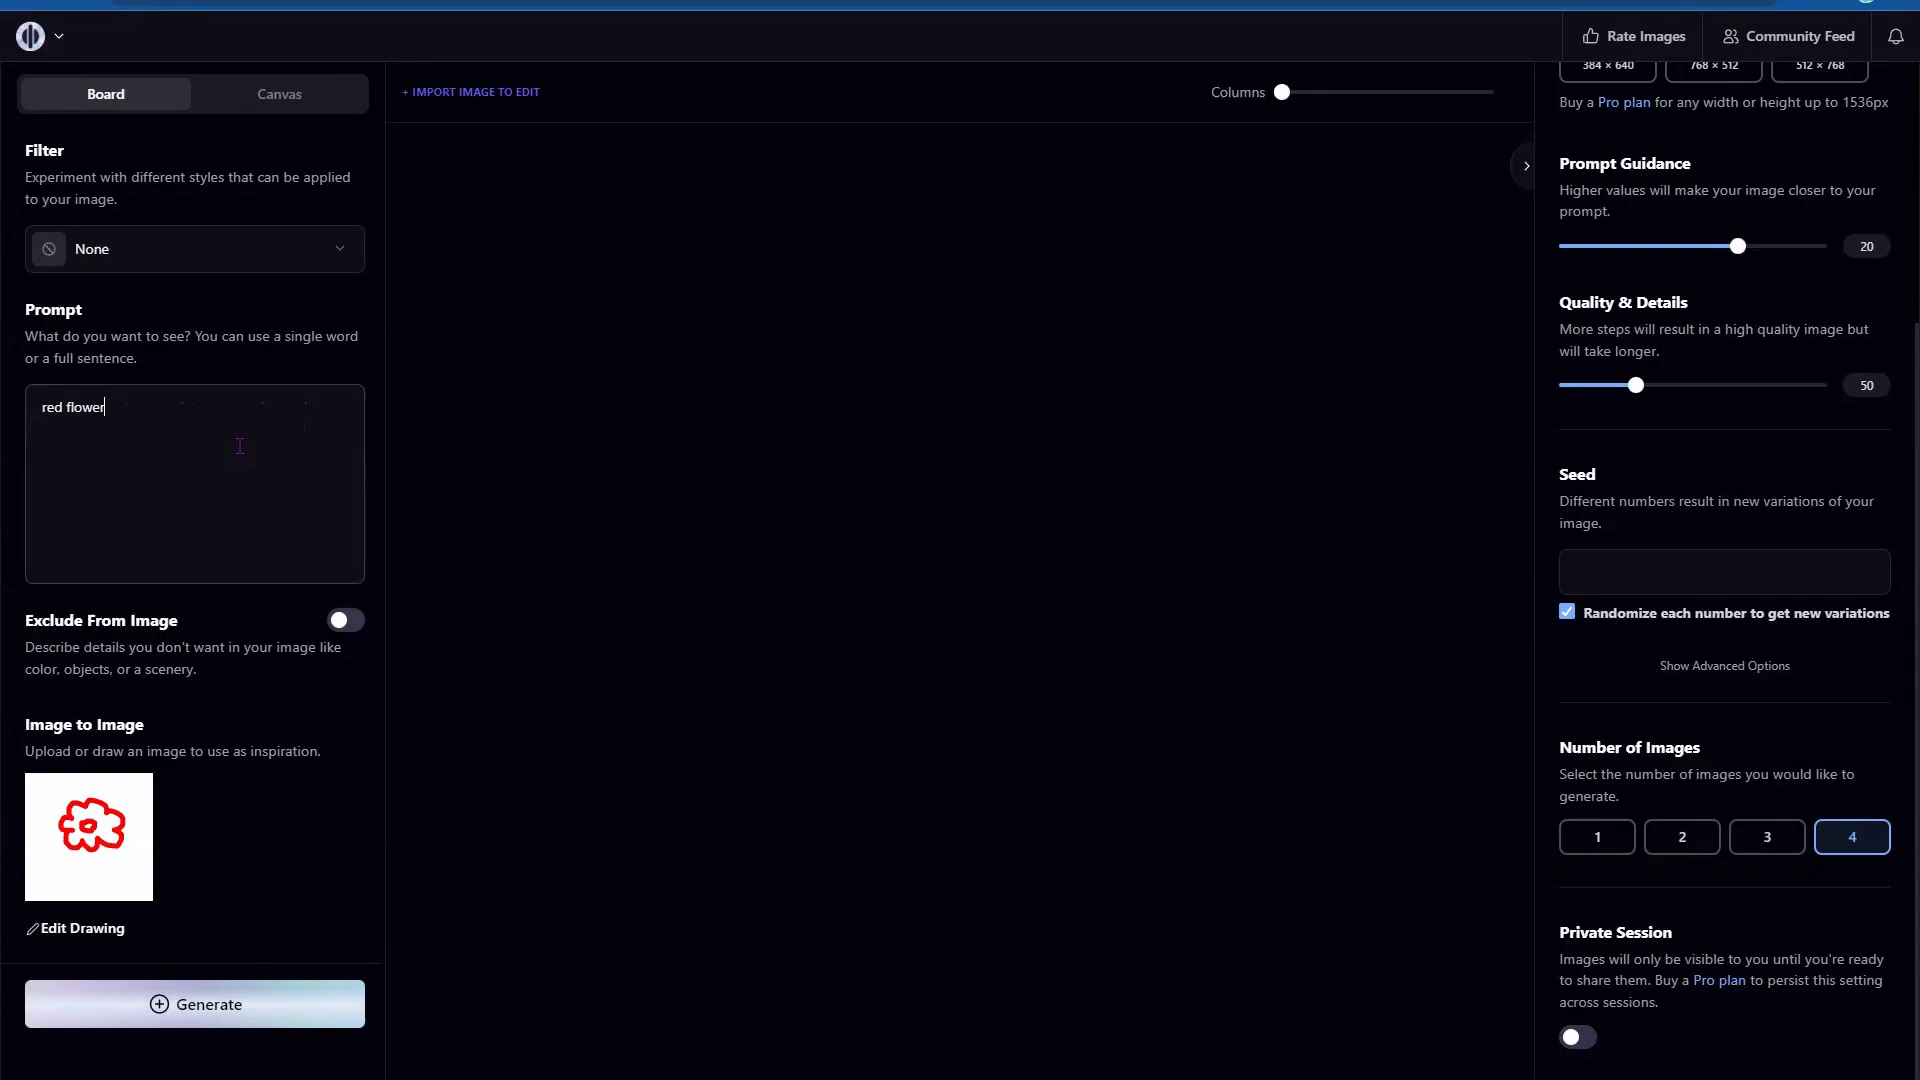 Rate Images
Community Feed
Board
Canvas
+ IMPORT IMAGE TO EDIT
Columns
Filter
Experiment with different styles that can be applied
to your image.
None
Prompt
What do you want to see? You can use a single word
or a full sentence.
red flower
Exclude From Image
Describe details you don't want in your image like
color, objects, or a scenery.
Image to Image
Upload or draw an image to use as inspiration.
Edit Drawing
Generate
384 × 640
768 × 512
512 × 768
Buy a Pro plan for any width or height up to 1536px
Prompt Guidance
Higher values will make your image closer to your
prompt.
20
Quality & Details
More steps will result in a high quality image but
will take longer.
50
Seed
Different numbers result in new variations of your
image.
Randomize each number to get new variations
Show Advanced Options
Number of Images
Select the number of images you would like to
generate.
1
2
3
4
Private Session
Images will only be visible to you until you're ready
to share them. Buy a Pro plan to persist this setting
across sessions.